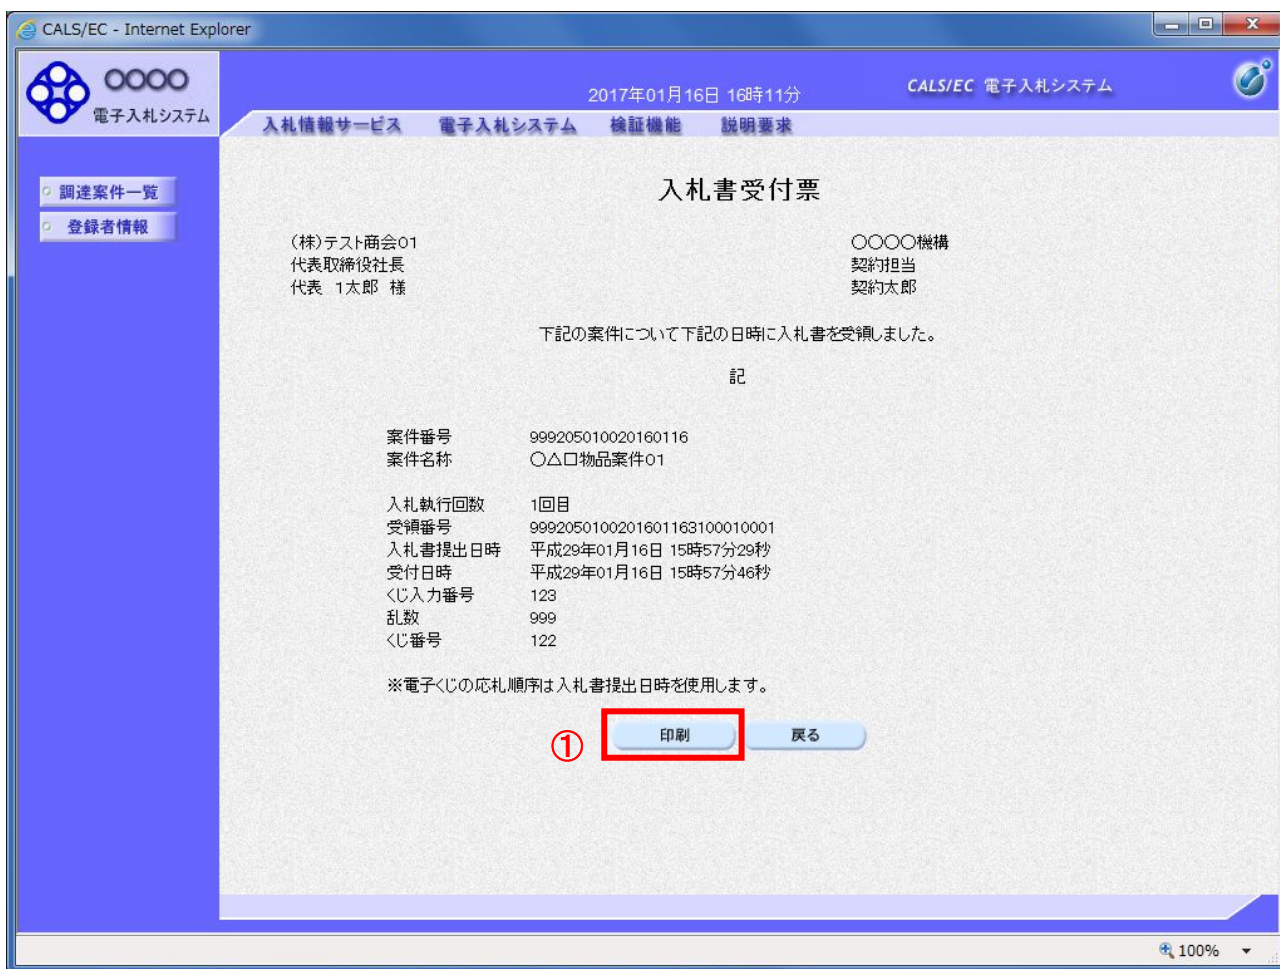 CALS/EC - Internet Explorer
〇〇〇〇
電子入札システム
2017年01月16日 16時11分
CALS/EC 電子入札システム
入札情報サービス 電子入札システム 検証機能 説明要求
調達案件一覧
登録者情報
入札書受付票
(株)テスト商会01
代表取締役社長
代表 1太郎 様
〇〇〇〇機構
契約担当
契約太郎
下記の案件について下記の日時に入札書を受領しました。
記
案件番号 999205010020160116
案件名称 〇△口物品案件01
入札執行回数 1回目
受領番号 9992050100201601163100010001
入札書提出日時 平成29年01月16日 15時57分29秒
受付日時 平成29年01月16日 15時57分46秒
くじ入力番号 123
乱数 999
くじ番号 122
※電子くじの応札順序は入札書提出日時を使用します。
① 印刷 戻る
100%